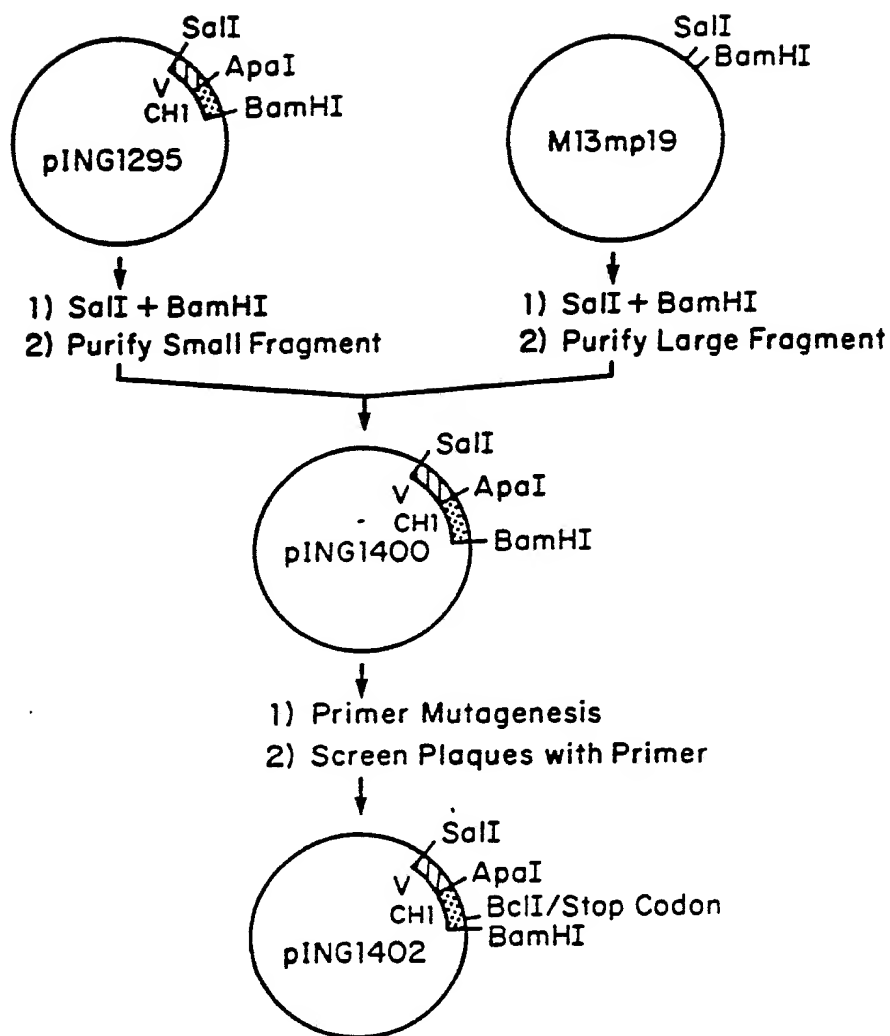 SalI
ApaI
V
CH1
BamHI
pING1295
SalI
BamHI
M13mp19
1) SalI + BamHI
2) Purify Small Fragment
1) SalI + BamHI
2) Purify Large Fragment
SalI
ApaI
V
CH1
BamHI
pING1400
1) Primer Mutagenesis
2) Screen Plaques with Primer
SalI
ApaI
V
CH1
BclI/Stop Codon
BamHI
pING1402